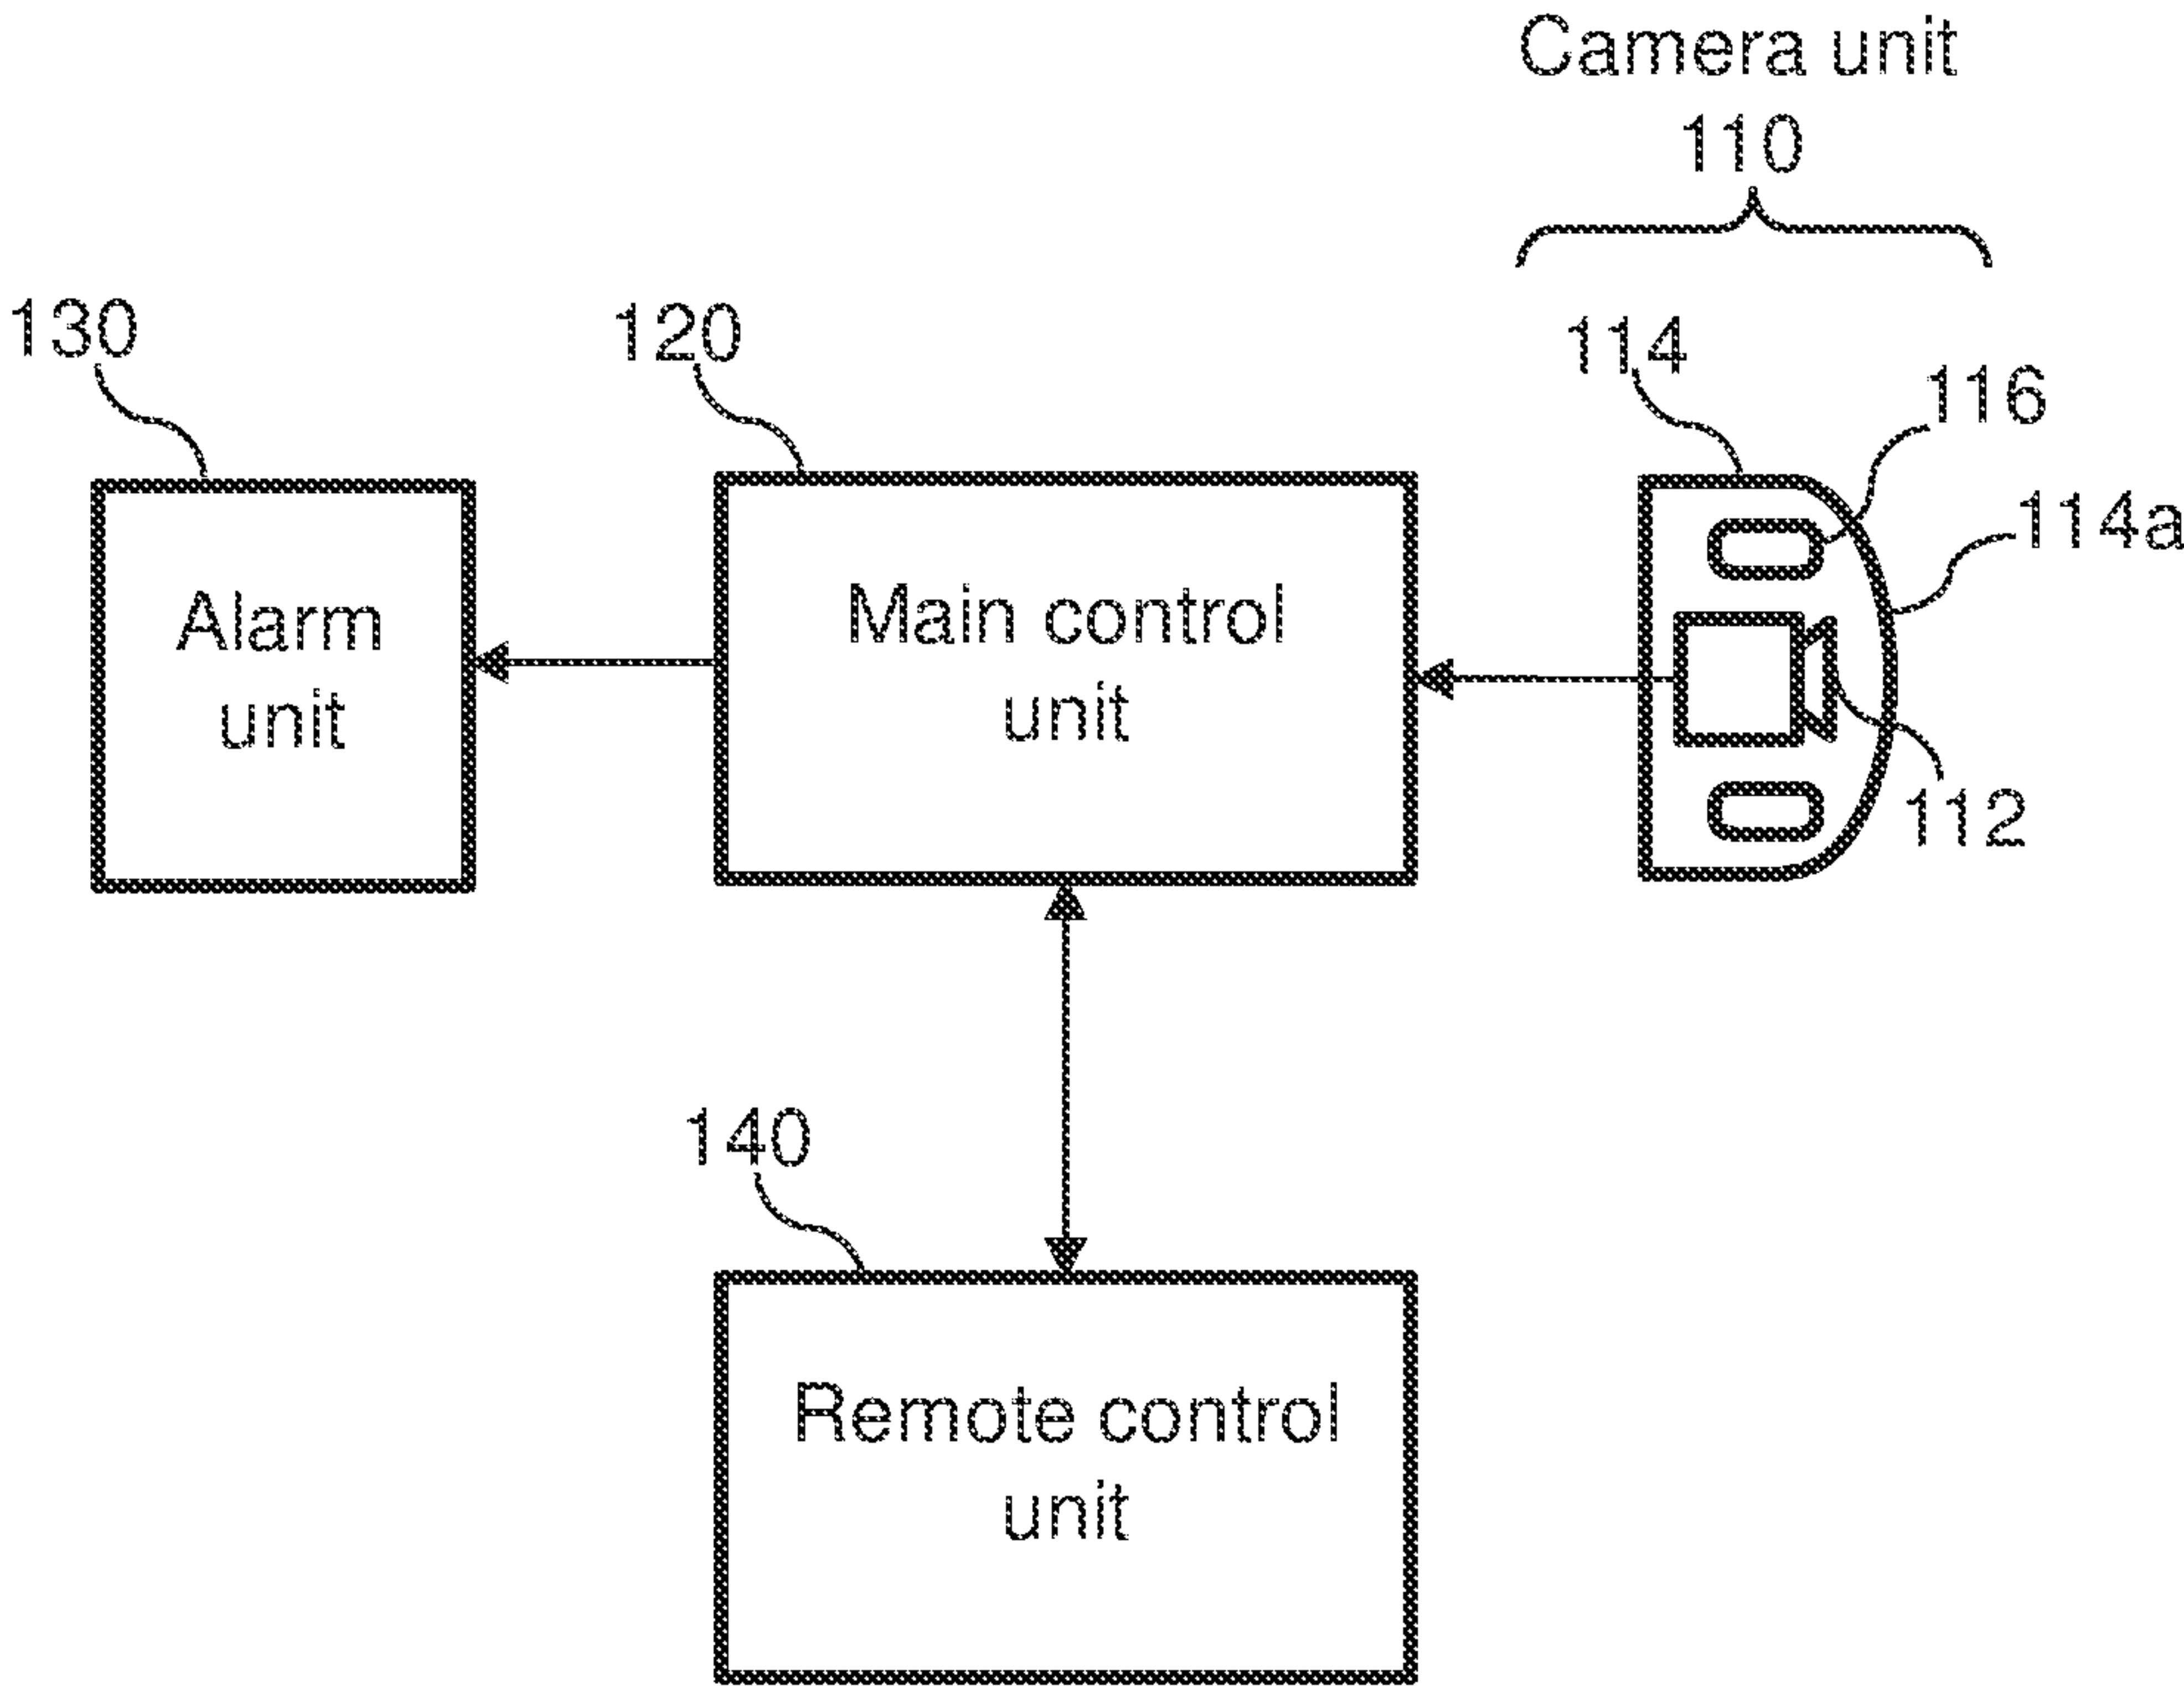 Camera unit
110
130
120
114
116
114a
Alarm
unit
Main control
unit
112
140
Remote control
unit